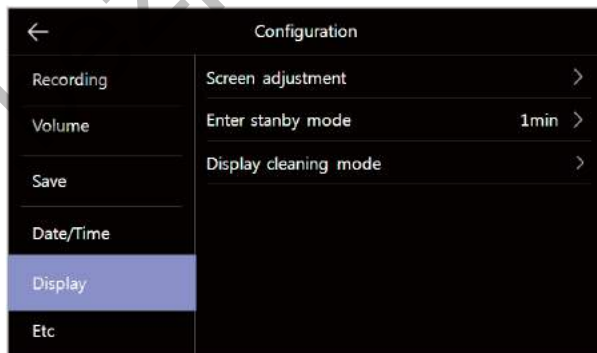 Configuration
Recording
Volume
Save
Date/Time
Display
Etc
Screen adjustment
Enter stanby mode 1min
Display cleaning mode